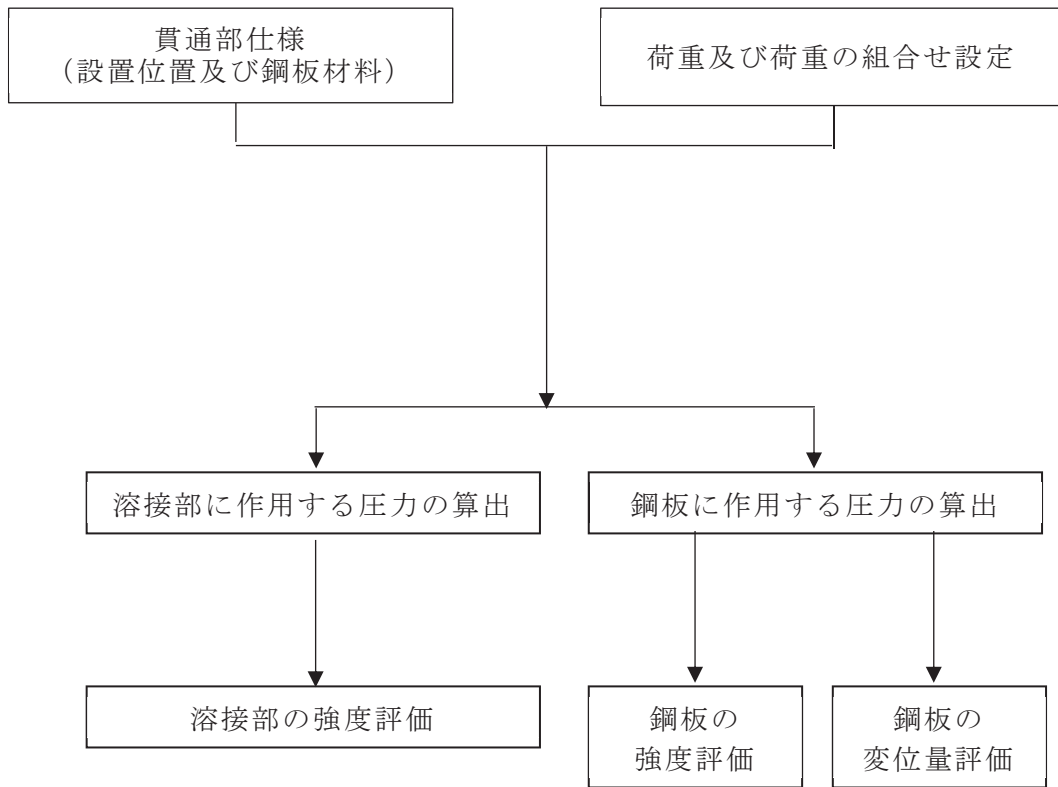 貫通部仕様
（設置位置及び鋼板材料）
荷重及び荷重の組合せ設定
溶接部に作用する圧力の算出
鋼板に作用する圧力の算出
溶接部の強度評価
鋼板の
強度評価
鋼板の
変位量評価